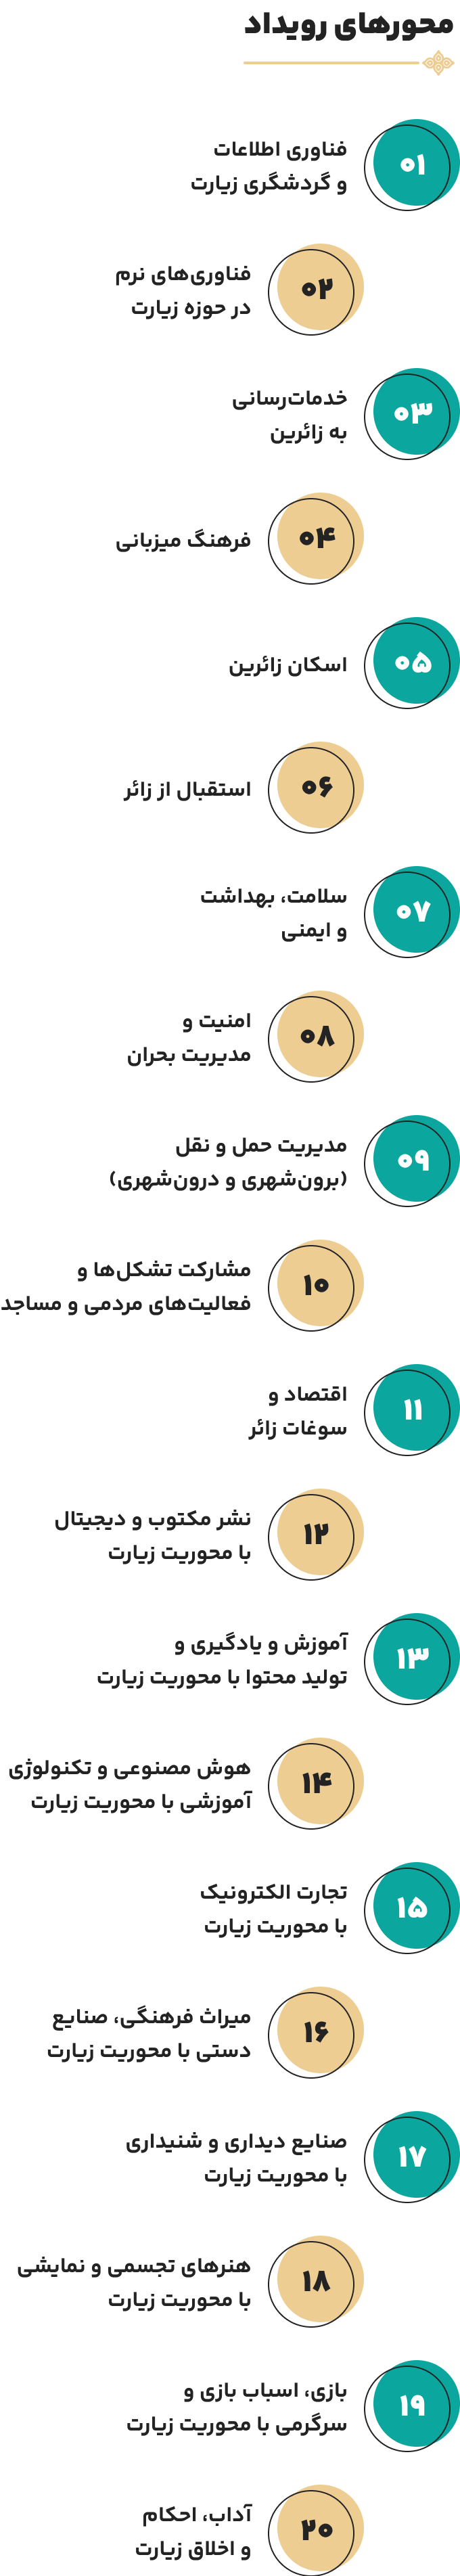 محورهای رویداد
۰۱
فناوری اطلاعات
و گردشگری زیارت
۰۲
فناوری‌های نرم
در حوزه زیارت
۰۳
خدمات‌رسانی
به زائرین
۰۴
فرهنگ میزبانی
۰۵
اسکان زائرین
۰۶
استقبال از زائر
۰۷
سلامت، بهداشت
و ایمنی
۰۸
امنیت و
مدیریت بحران
۰۹
مدیریت حمل و نقل
(برون‌شهری و درون‌شهری)
۱۰
مشارکت تشکل‌ها و
فعالیت‌های مردمی و مساجد
۱۱
اقتصاد و
سوغات زائر
۱۲
نشر مکتوب و دیجیتال
با محوریت زیارت
۱۳
آموزش و یادگیری و
تولید محتوا با محوریت زیارت
۱۴
هوش مصنوعی و تکنولوژی
آموزشی با محوریت زیارت
۱۵
تجارت الکترونیک
با محوریت زیارت
۱۶
میراث فرهنگی، صنایع
دستی با محوریت زیارت
۱۷
صنایع دیداری و شنیداری
با محوریت زیارت
۱۸
هنرهای تجسمی و نمایشی
با محوریت زیارت
۱۹
بازی، اسباب بازی و
سرگرمی با محوریت زیارت
۲۰
آداب، احکام
و اخلاق زیارت